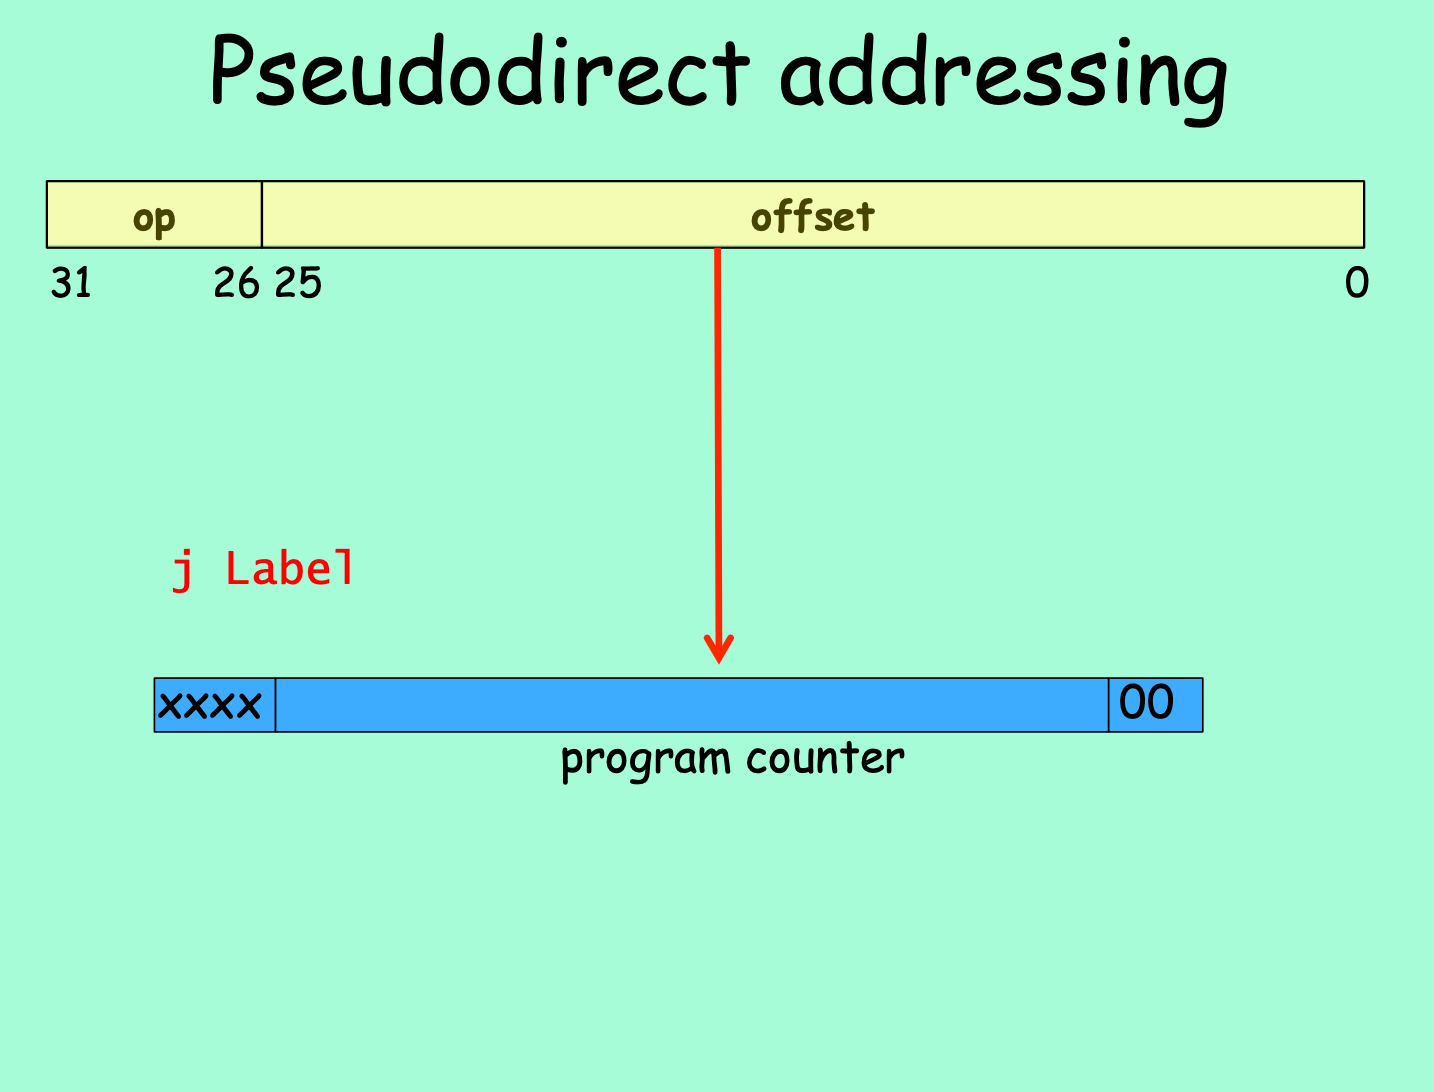 Pseudodirect addressing
op offset
31 26 25 0
j Label
xxxx 00
program counter